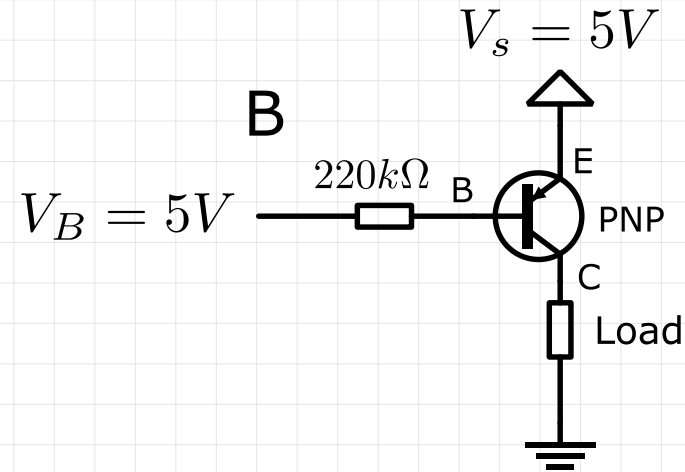 V_s = 5V
B
220kΩ
B
E
V_B = 5V
PNP
C
Load